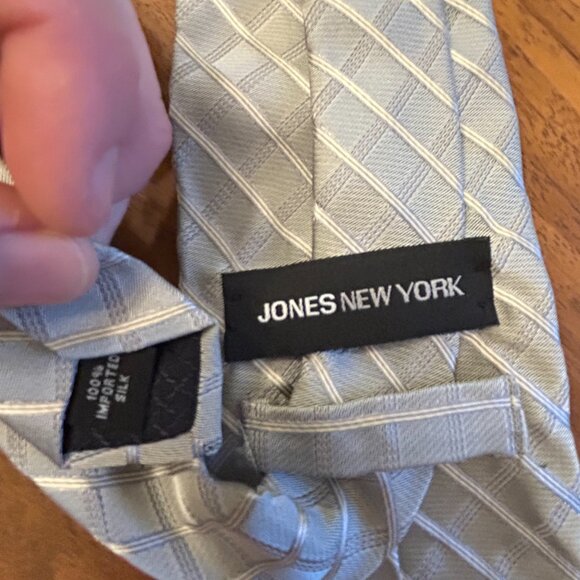 JONES NEW YORK
100%
IMPORTED
SILK